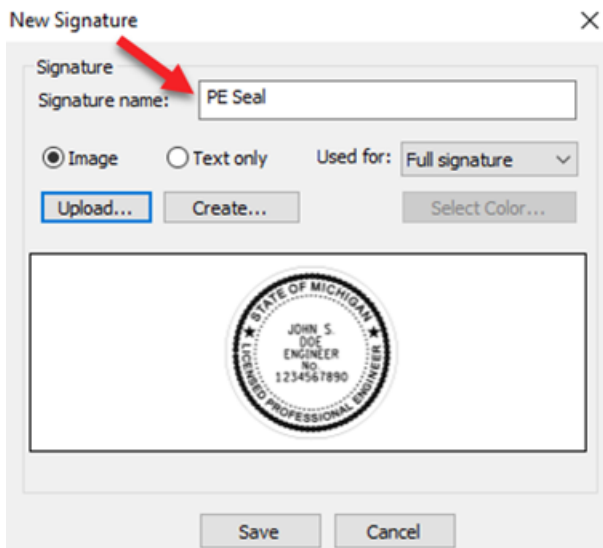 New Signature
Signature
Signature name: PE Seal
Image Text only Used for: Full signature
Upload... Create... Select Color...
STATE OF MICHIGAN
JOHN S.
DOE
ENGINEER
No.
1234567890
LICENSED PROFESSIONAL ENGINEER
Save Cancel